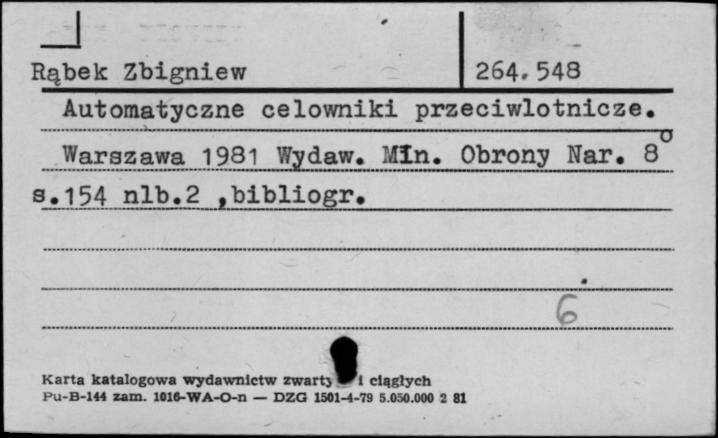 Rąbek Zbigniew 264.548
Automatyczne celowniki przeciwlotnicze.
Warszawa 1981 Wydaw. MIn. Obrony Nar. 8°
s.154 nlb.2 ,bibliogr.
6
Karta katalogowa wydawnictw i ciągłych
Pu-B-144 zam. 1016-WA-O-n — DZG 1501-4-79 5.050.000 2 81